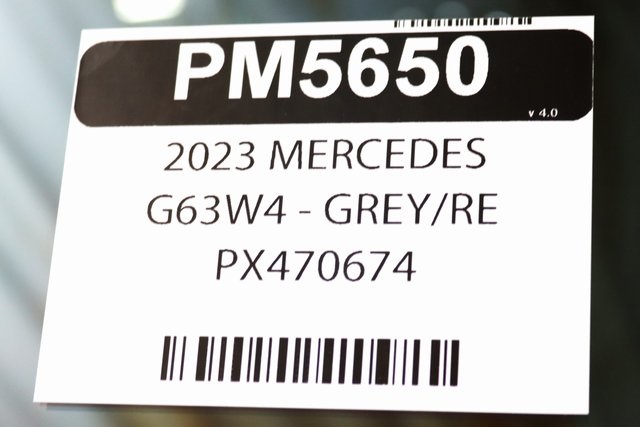 PM5650
v 4.0
2023 MERCEDES
G63W4 - GREY/RE
PX470674